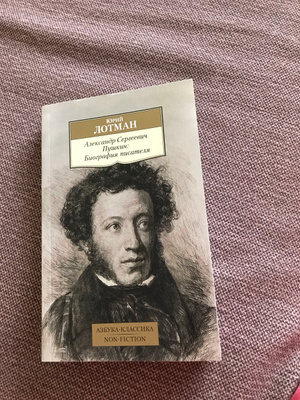 ЮРИЙ
ЛОТМАН
Александр Сергеевич
Пушкин:
Биография писателя
АЗБУКА-КЛАССИКА
NON-FICTION